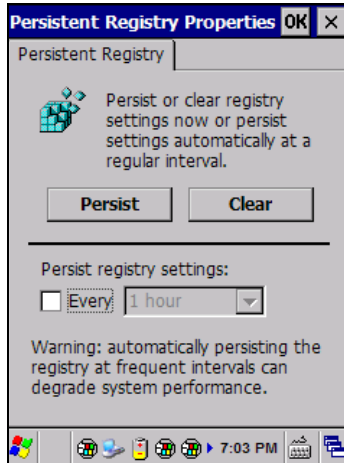 Persistent Registry Properties OK ×
Persistent Registry
Persist or clear registry
settings now or persist
settings automatically at a
regular interval.
Persist Clear
Persist registry settings:
Every 1 hour
Warning: automatically persisting the
registry at frequent intervals can
degrade system performance.
7:03 PM